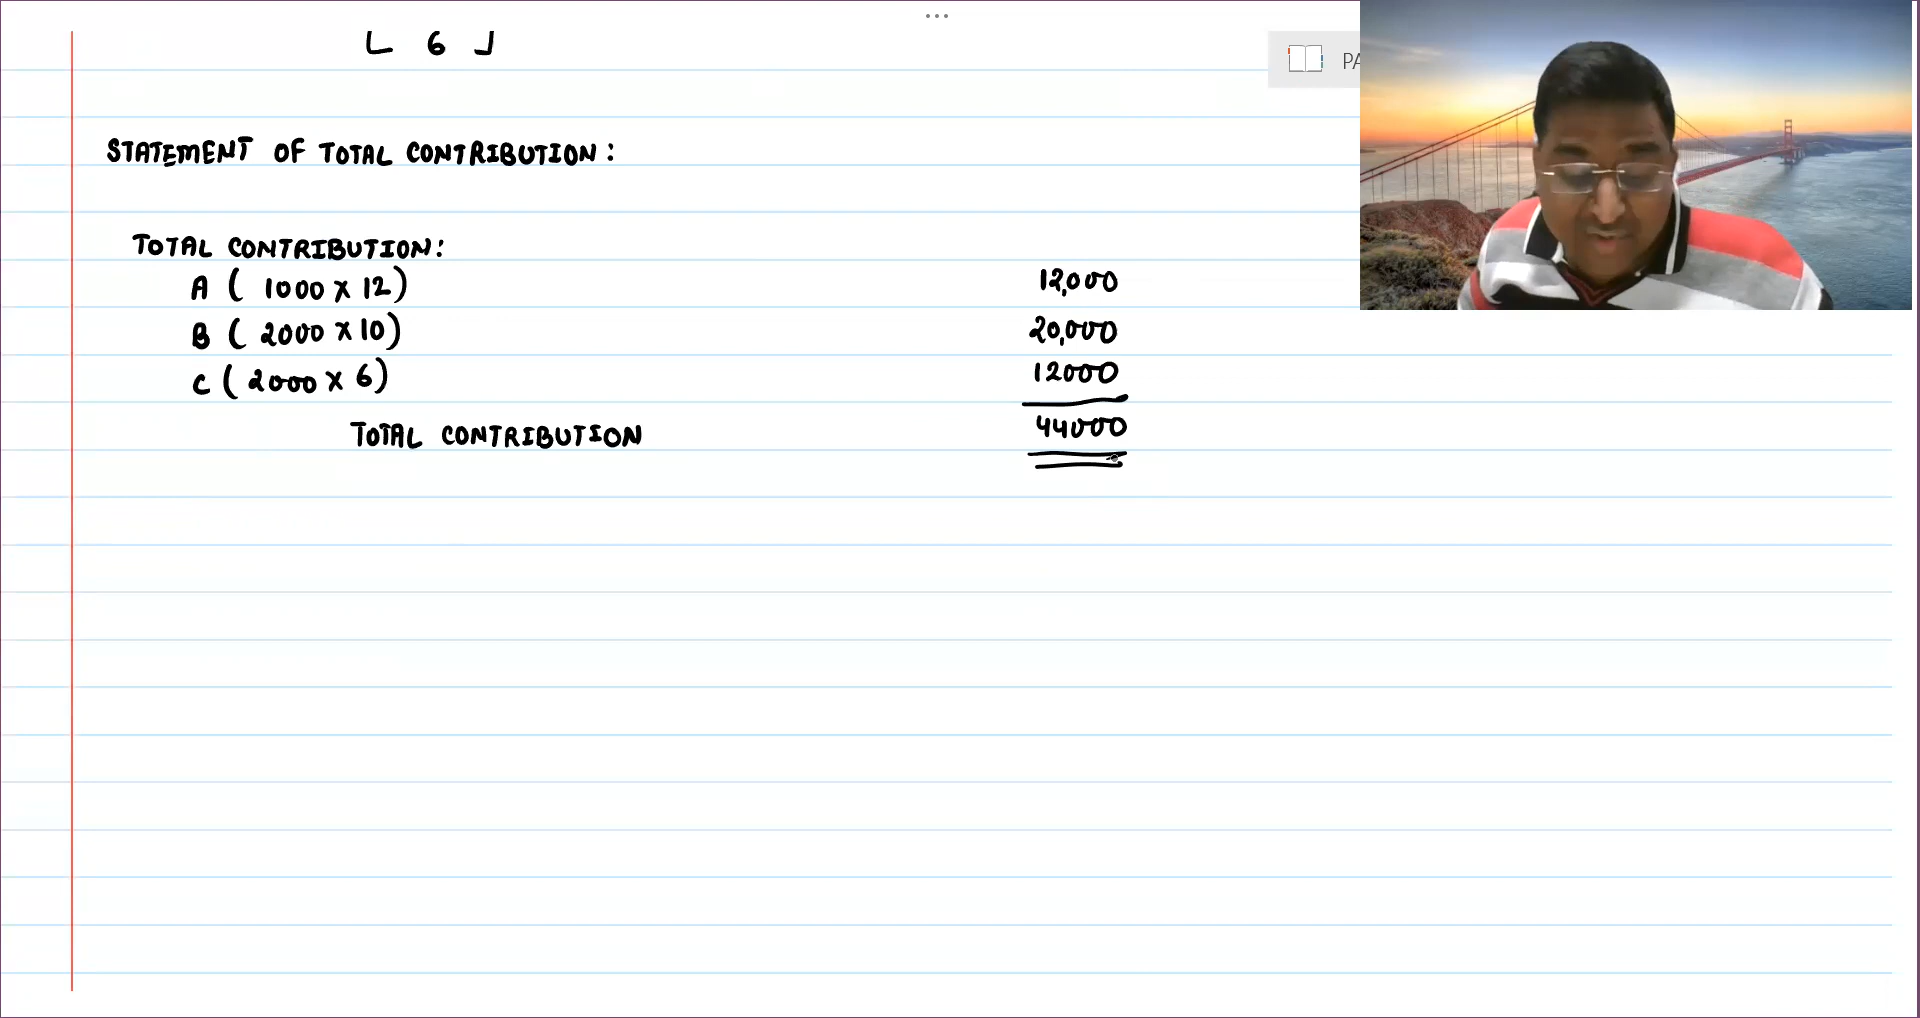 [ 6 ]
PA
STATEMENT OF TOTAL CONTRIBUTION:
TOTAL CONTRIBUTION:
A ( 1000 x 12) 12,000
B ( 2000 x 10) 20,000
C ( 2000 x 6) 12000
TOTAL CONTRIBUTION 44000